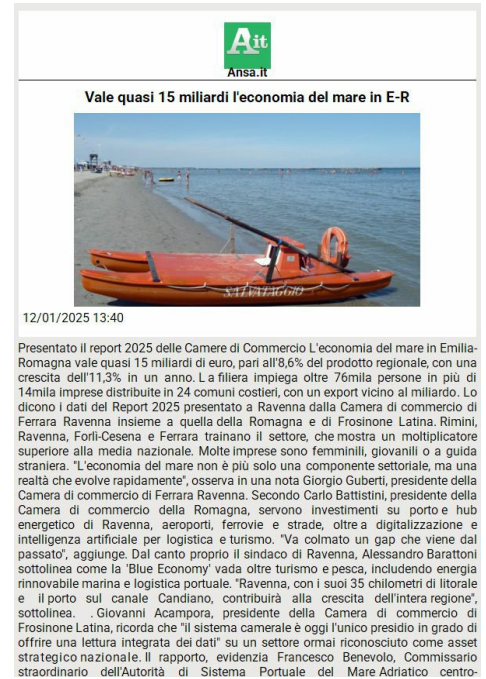 Ait
Ansa.it
Vale quasi 15 miliardi l'economia del mare in E-R
SALVATAGGIO
12/01/2025 13:40
Presentato il report 2025 delle Camere di Commercio L'economia del mare in Emilia-
Romagna vale quasi 15 miliardi di euro, pari all'8,6% del prodotto regionale, con una
crescita dell'11,3% in un anno. La filiera impiega oltre 76mila persone in più di
14mila imprese distribuite in 24 comuni costieri, con un export vicino al miliardo. Lo
dicono i dati del Report 2025 presentato a Ravenna dalla Camera di commercio di
Ferrara Ravenna insieme a quella della Romagna e di Frosinone Latina. Rimini,
Ravenna, Forlì-Cesena e Ferrara trainano il settore, che mostra un moltiplicatore
superiore alla media nazionale. Molte imprese sono femminili, giovanili o a guida
straniera. "L'economia del mare non è più solo una componente settoriale, ma una
realtà che evolve rapidamente", osserva in una nota Giorgio Guberti, presidente della
Camera di commercio di Ferrara Ravenna. Secondo Carlo Battistini, presidente della
Camera di commercio della Romagna, servono investimenti su porto e hub
energetico di Ravenna, aeroporti, ferrovie e strade, oltre a digitalizzazione e
intelligenza artificiale per logistica e turismo. "Va colmato un gap che viene dal
passato", aggiunge. Dal canto proprio il sindaco di Ravenna, Alessandro Barattoni
sottolinea come la 'Blue Economy' vada oltre turismo e pesca, includendo energia
rinnovabile marina e logistica portuale. "Ravenna, con i suoi 35 chilometri di litorale
e il porto sul canale Candiano, contribuirà alla crescita dell'intera regione",
sottolinea. . Giovanni Acampora, presidente della Camera di commercio di
Frosinone Latina, ricorda che "il sistema camerale è oggi l'unico presidio in grado di
offrire una lettura integrata dei dati" su un settore ormai riconosciuto come asset
strategico nazionale. Il rapporto, evidenzia Francesco Benevolo, Commissario
straordinario dell'Autorità di Sistema Portuale del Mare Adriatico centro-